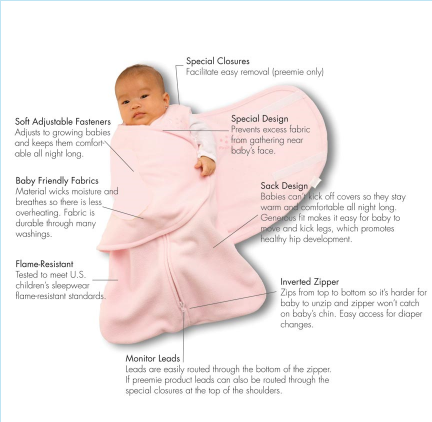 Special Closures
Facilitate easy removal (preemie only)
Soft Adjustable Fasteners
Adjusts to growing babies
and keeps them comfort-
able all night long.
Special Design
Prevents excess fabric
from gathering near
baby's face.
Baby Friendly Fabrics
Material wicks moisture and
breathes so there is less
overheating. Fabric is
durable through many
washings.
Sack Design
Babies can't kick off covers so they stay
warm and comfortable all night long.
Generous fit makes it easy for baby to
move and kick legs, which promotes
healthy hip development.
Flame-Resistant
Tested to meet U.S.
children's sleepwear
flame-resistant standards.
Inverted Zipper
Zips from top to bottom so it's harder for
baby to unzip and zipper won't catch
on baby's chin. Easy access for diaper
changes.
Monitor Leads
Leads are easily routed through the bottom of the zipper.
If preemie product leads can also be routed through the
special closures at the top of the shoulders.